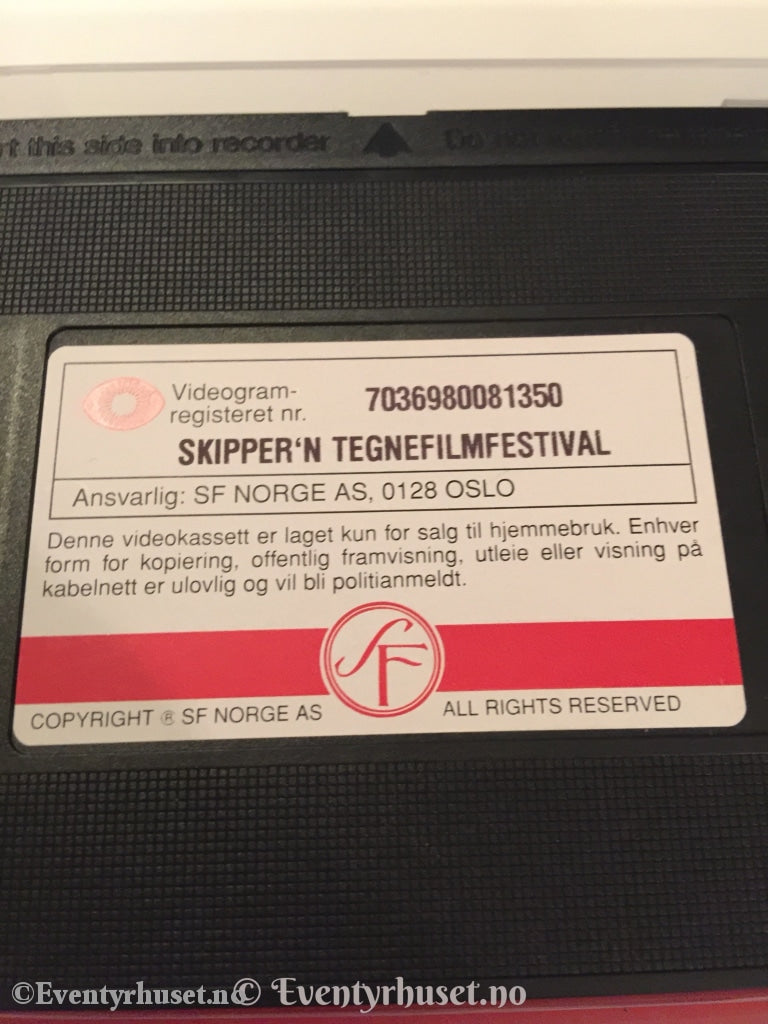 this side into recorder
Do not
Videogram-
registeret nr.
7036980081350
SKIPPER'N TEGNEFILMFESTIVAL
Ansvarlig: SF NORGE AS, 0128 OSLO
Denne videokassett er laget kun for salg til hjemmebruk. Enhver
form for kopiering, offentlig framvisning, utleie eller visning på
kabelnett er ulovlig og vil bli politianmeldt.
SF
COPYRIGHT ® SF NORGE AS
ALL RIGHTS RESERVED
©Eventyrhuset.no
© Eventyrhuset.no